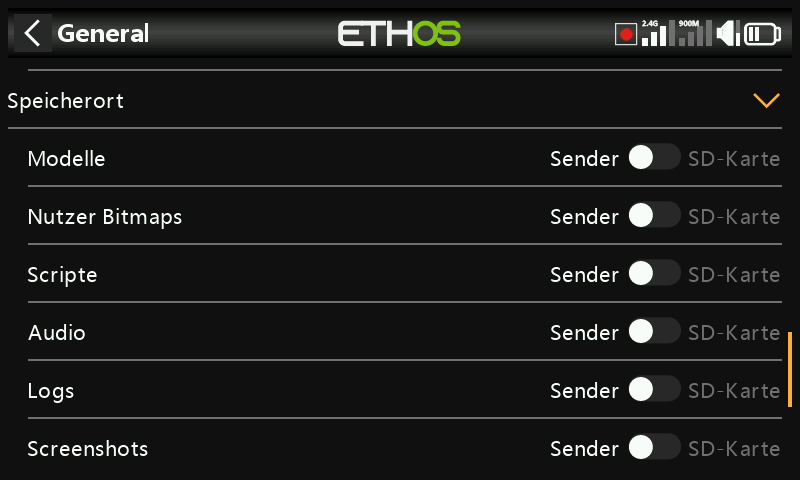 General ETHOS 2.4G 900M
Speicherort
Modelle Sender SD-Karte
Nutzer Bitmaps Sender SD-Karte
Scripte Sender SD-Karte
Audio Sender SD-Karte
Logs Sender SD-Karte
Screenshots Sender SD-Karte